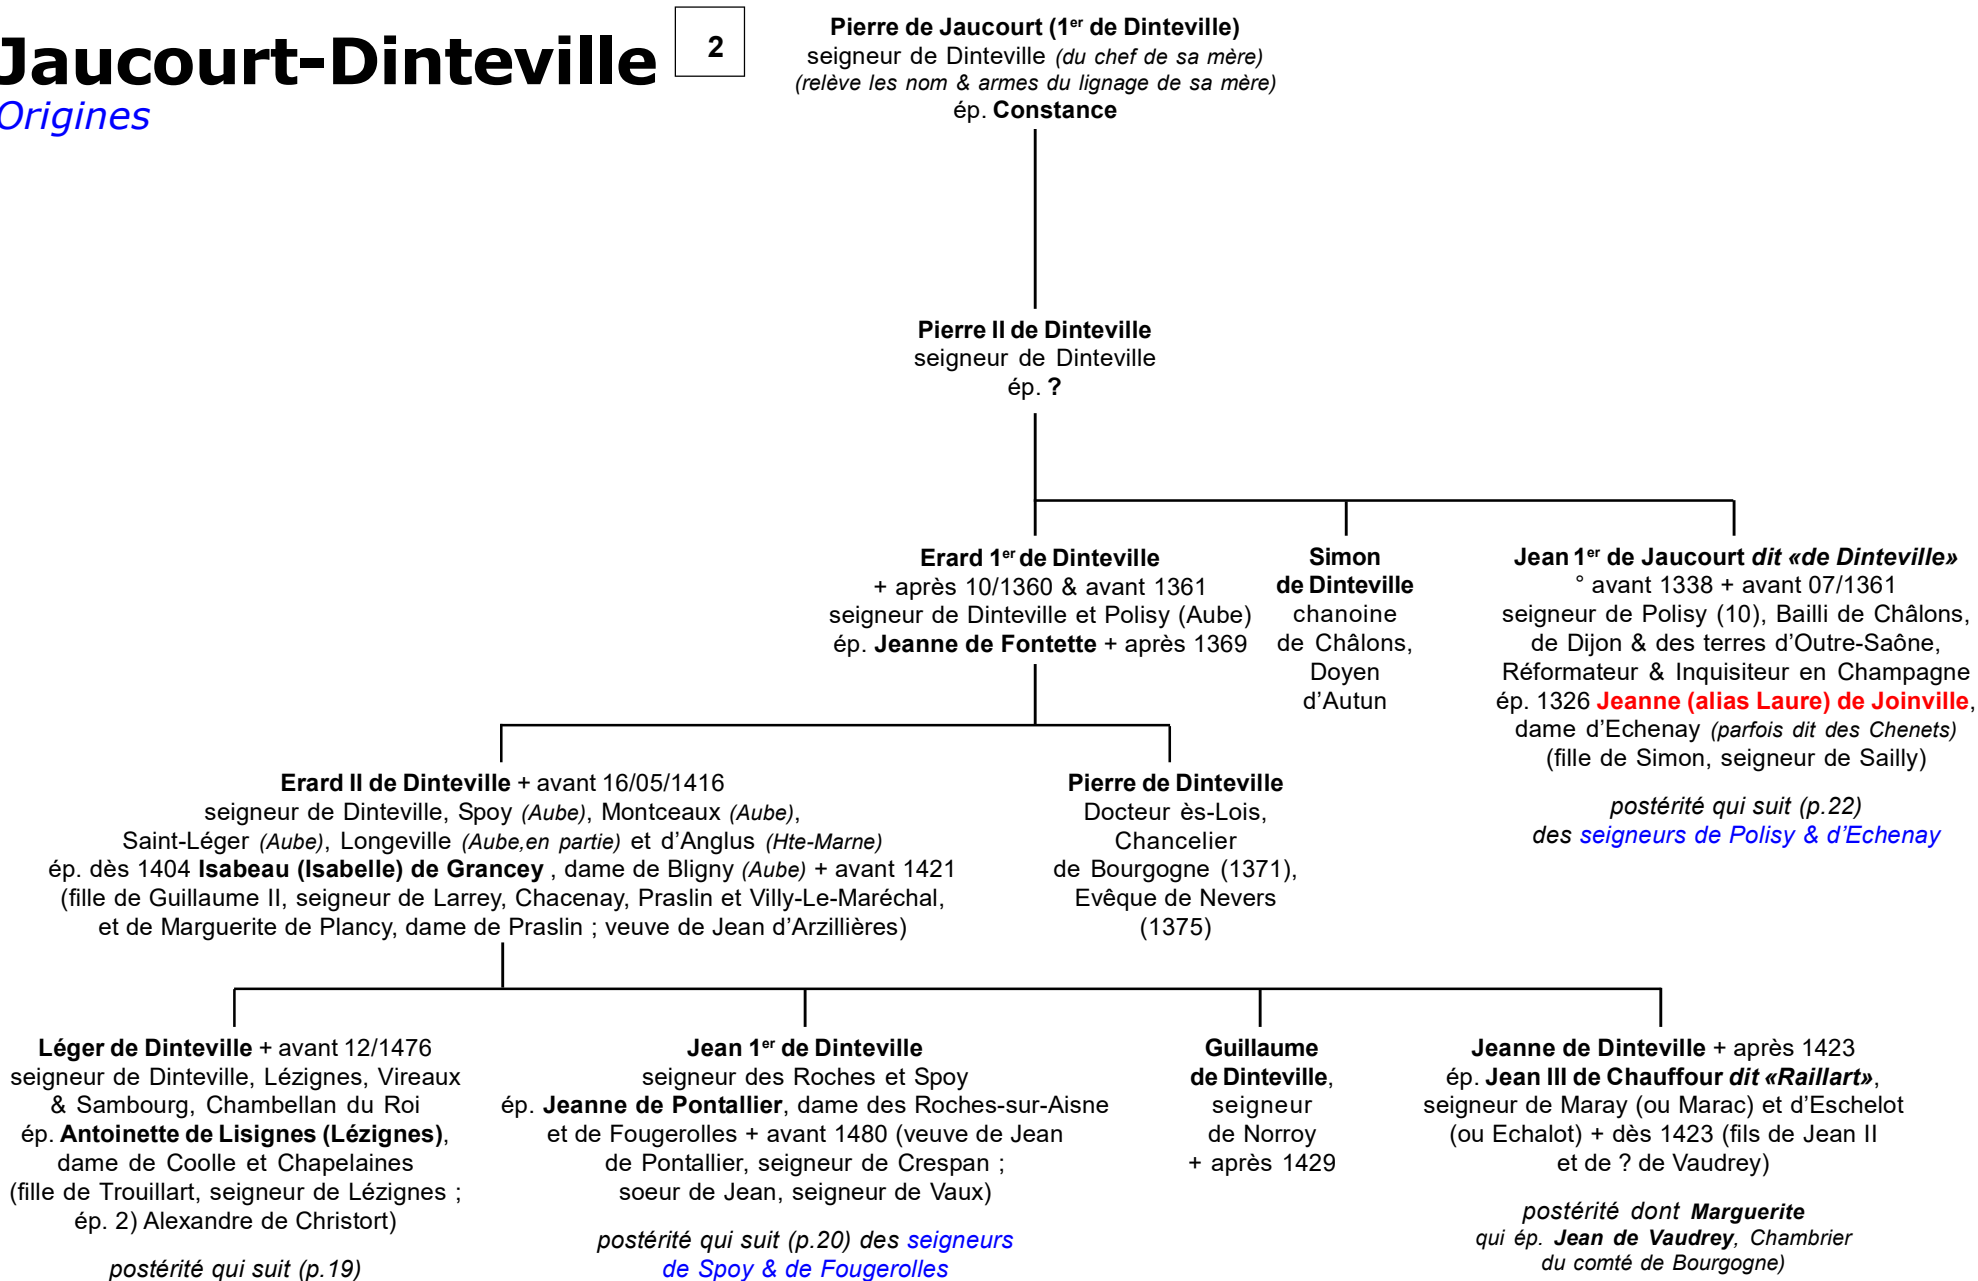 Jaucourt-Dinteville
2
Origines
Pierre de Jaucourt (1er de Dinteville)
seigneur de Dinteville (du chef de sa mère)
(relève les nom & armes du lignage de sa mère)
ép. Constance
Pierre II de Dinteville
seigneur de Dinteville
ép. ?
Erard 1er de Dinteville
+ après 10/1360 & avant 1361
seigneur de Dinteville et Polisy (Aube)
ép. Jeanne de Fontette + après 1369
Simon
de Dinteville
chanoine
de Châlons,
Doyen
d'Autun
Jean 1er de Jaucourt dit «de Dinteville»
° avant 1338 + avant 07/1361
seigneur de Polisy (10), Bailli de Châlons,
de Dijon & des terres d'Outre-Saône,
Réformateur & Inquisiteur en Champagne
ép. 1326 Jeanne (alias Laure) de Joinville,
dame d'Echenay (parfois dit des Chenets)
(fille de Simon, seigneur de Sailly)
postérité qui suit (p.22)
des seigneurs de Polisy & d'Echenay
Erard II de Dinteville + avant 16/05/1416
seigneur de Dinteville, Spoy (Aube), Montceaux (Aube),
Saint-Léger (Aube), Longeville (Aube,en partie) et d'Anglus (Hte-Marne)
ép. dès 1404 Isabeau (Isabelle) de Grancey , dame de Bligny (Aube) + avant 1421
(fille de Guillaume II, seigneur de Larrey, Chacenay, Praslin et Villy-Le-Maréchal,
et de Marguerite de Plancy, dame de Praslin ; veuve de Jean d'Arzillières)
Pierre de Dinteville
Docteur ès-Lois,
Chancelier
de Bourgogne (1371),
Evêque de Nevers
(1375)
Léger de Dinteville + avant 12/1476
seigneur de Dinteville, Lézignes, Vireaux
& Sambourg, Chambellan du Roi
ép. Antoinette de Lisignes (Lézignes),
dame de Coolle et Chapelaines
(fille de Trouillart, seigneur de Lézignes ;
ép. 2) Alexandre de Christort)
postérité qui suit (p.19)
Jean 1er de Dinteville
seigneur des Roches et Spoy
ép. Jeanne de Pontallier, dame des Roches-sur-Aisne
et de Fougerolles + avant 1480 (veuve de Jean
de Pontallier, seigneur de Crespan ;
soeur de Jean, seigneur de Vaux)
postérité qui suit (p.20) des seigneurs
de Spoy & de Fougerolles
Guillaume
de Dinteville,
seigneur
de Norroy
+ après 1429
Jeanne de Dinteville + après 1423
ép. Jean III de Chauffour dit «Raillart»,
seigneur de Maray (ou Marac) et d'Eschelot
(ou Echalot) + dès 1423 (fils de Jean II
et de ? de Vaudrey)
postérité dont Marguerite
qui ép. Jean de Vaudrey, Chambrier
du comté de Bourgogne)